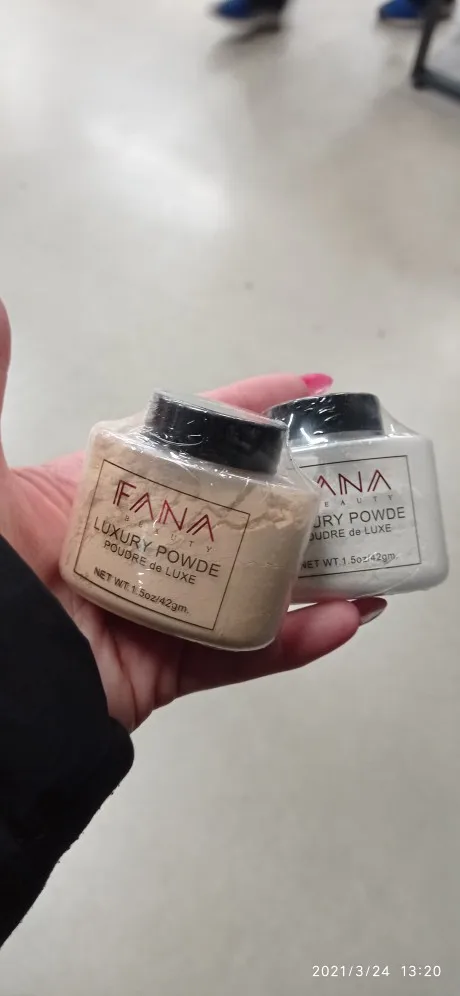 FANA
BEAUTY
LUXURY POWDE
POUDRE de LUXE
NET WT.1.5oz/42gm.
ANA
EAUTY
URY POWDE
OUDRE de LUXE
NET WT.1.5oz/42gm.
2021/3/24 13:20